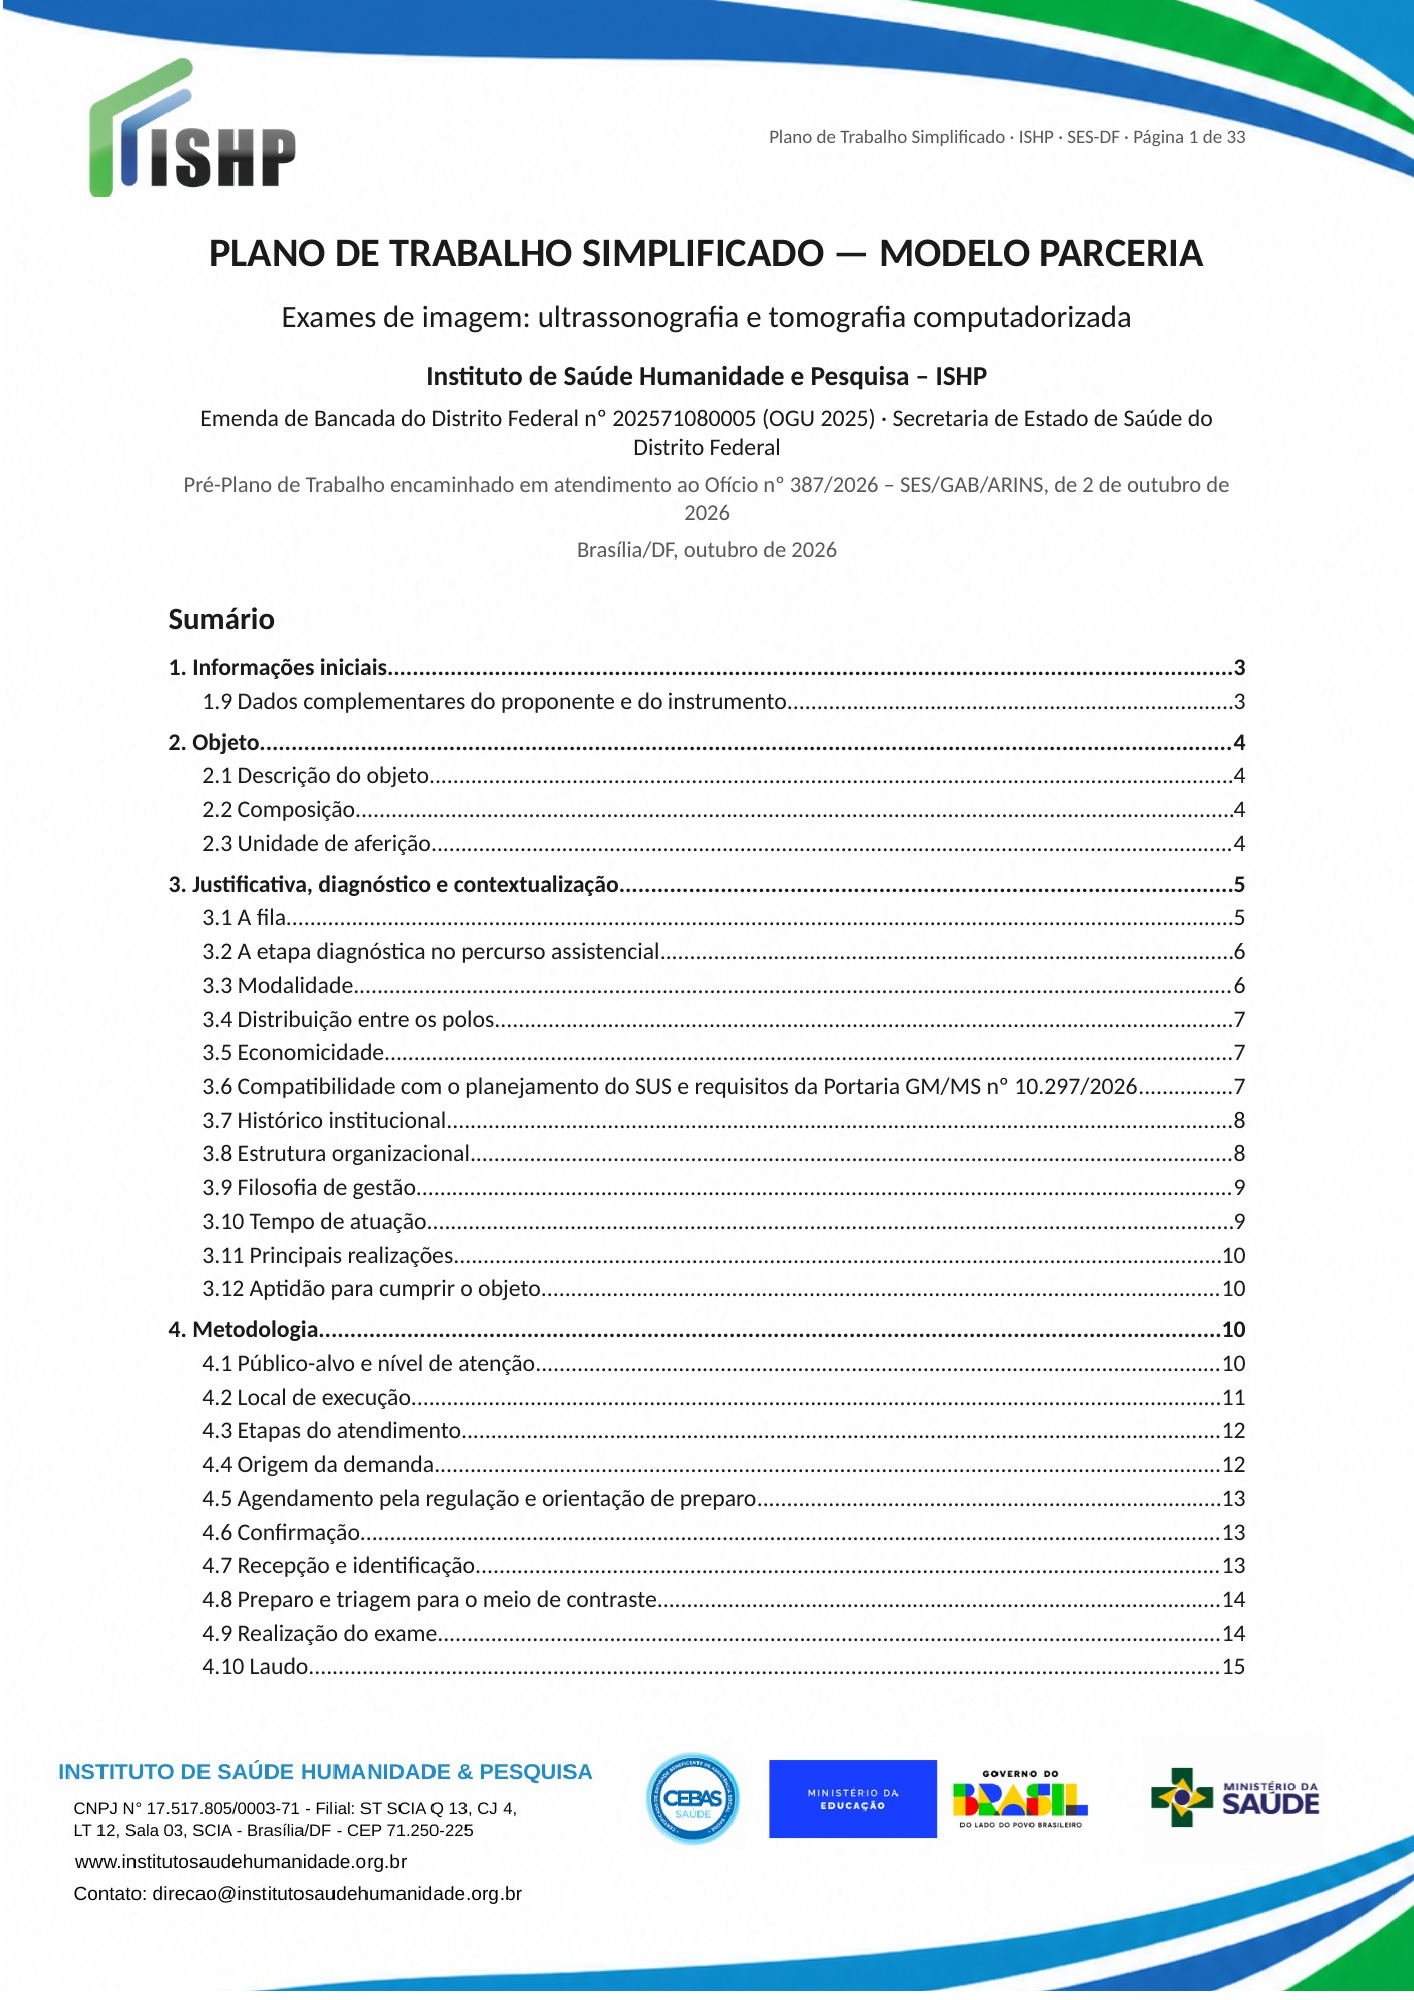 ISHP
Plano de Trabalho Simplificado · ISHP · SES-DF · Página 1 de 33
PLANO DE TRABALHO SIMPLIFICADO — MODELO PARCERIA
Exames de imagem: ultrassonografia e tomografia computadorizada
Instituto de Saúde Humanidade e Pesquisa – ISHP
Emenda de Bancada do Distrito Federal nº 202571080005 (OGU 2025) · Secretaria de Estado de Saúde do
Distrito Federal
Pré-Plano de Trabalho encaminhado em atendimento ao Ofício nº 387/2026 – SES/GAB/ARINS, de 2 de outubro de
2026
Brasília/DF, outubro de 2026
Sumário
1. Informações iniciais....3
1.9 Dados complementares do proponente e do instrumento....3
2. Objeto....4
2.1 Descrição do objeto....4
2.2 Composição....4
2.3 Unidade de aferição....4
3. Justificativa, diagnóstico e contextualização....5
3.1 A fila....5
3.2 A etapa diagnóstica no percurso assistencial....6
3.3 Modalidade....6
3.4 Distribuição entre os polos....7
3.5 Economicidade....7
3.6 Compatibilidade com o planejamento do SUS e requisitos da Portaria GM/MS nº 10.297/2026....7
3.7 Histórico institucional....8
3.8 Estrutura organizacional....8
3.9 Filosofia de gestão....9
3.10 Tempo de atuação....9
3.11 Principais realizações....10
3.12 Aptidão para cumprir o objeto....10
4. Metodologia....10
4.1 Público-alvo e nível de atenção....10
4.2 Local de execução....11
4.3 Etapas do atendimento....12
4.4 Origem da demanda....12
4.5 Agendamento pela regulação e orientação de preparo....13
4.6 Confirmação....13
4.7 Recepção e identificação....13
4.8 Preparo e triagem para o meio de contraste....14
4.9 Realização do exame....14
4.10 Laudo....15
INSTITUTO DE SAÚDE HUMANIDADE & PESQUISA
CNPJ N° 17.517.805/0003-71 - Filial: ST SCIA Q 13, CJ 4,
LT 12, Sala 03, SCIA - Brasília/DF - CEP 71.250-225
www.institutosaudehumanidade.org.br
Contato: direcao@institutosaudehumanidade.org.br
CEBAS
SAÚDE
MINISTÉRIO DA
EDUCAÇÃO
GOVERNO DO
BRASIL
DO LADO DO POVO BRASILEIRO
MINISTÉRIO DA
SAÚDE